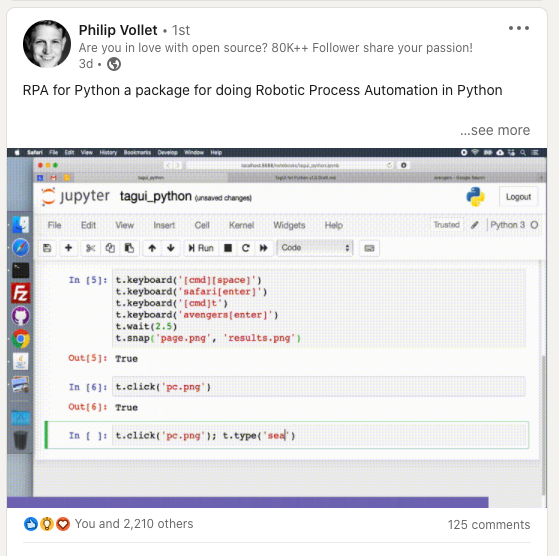 Philip Vollet • 1st
Are you in love with open source? 80K++ Follower share your passion!
3d •
RPA for Python a package for doing Robotic Process Automation in Python
...see more
Safari File Edit View History Bookmarks Develop Window Help
tagui_python
jupyter tagui_python (unsaved changes)
Logout
File Edit View Insert Cell Kernel Widgets Help Trusted Python 3
Run Code
In [5]: t.keyboard('[cmd][space]')
t.keyboard('safari[enter]')
t.keyboard('[cmd]t')
t.keyboard('avengers[enter]')
t.wait(2.5)
t.snap('page.png', 'results.png')
Out[5]: True
In [6]: t.click('pc.png')
Out[6]: True
In [ ]: t.click('pc.png'); t.type('sea')
You and 2,210 others
125 comments